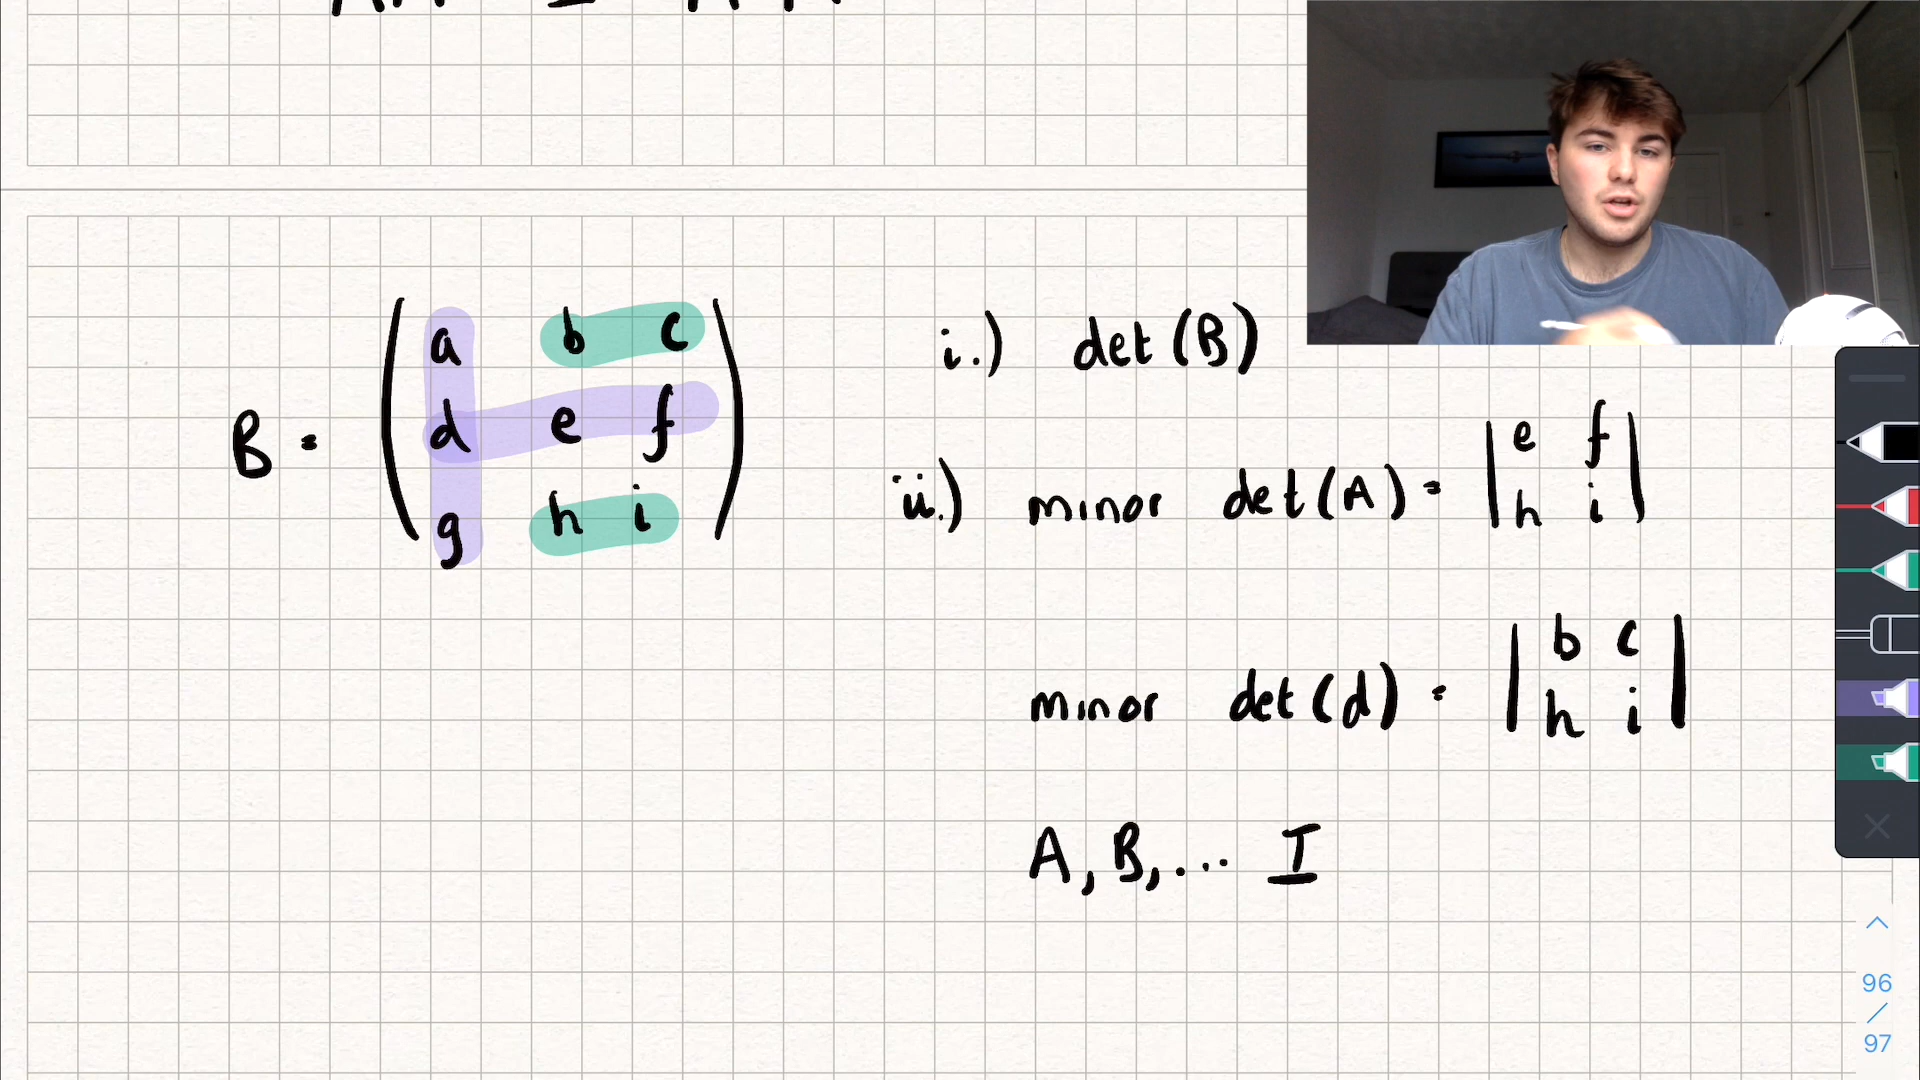 B = ( a b c
d e f
g h i )
i.) det (B)
ii.) minor det (A) = | e f
h i |
minor det (d) = | b c
h i |
A, B, ... I
96
/
97